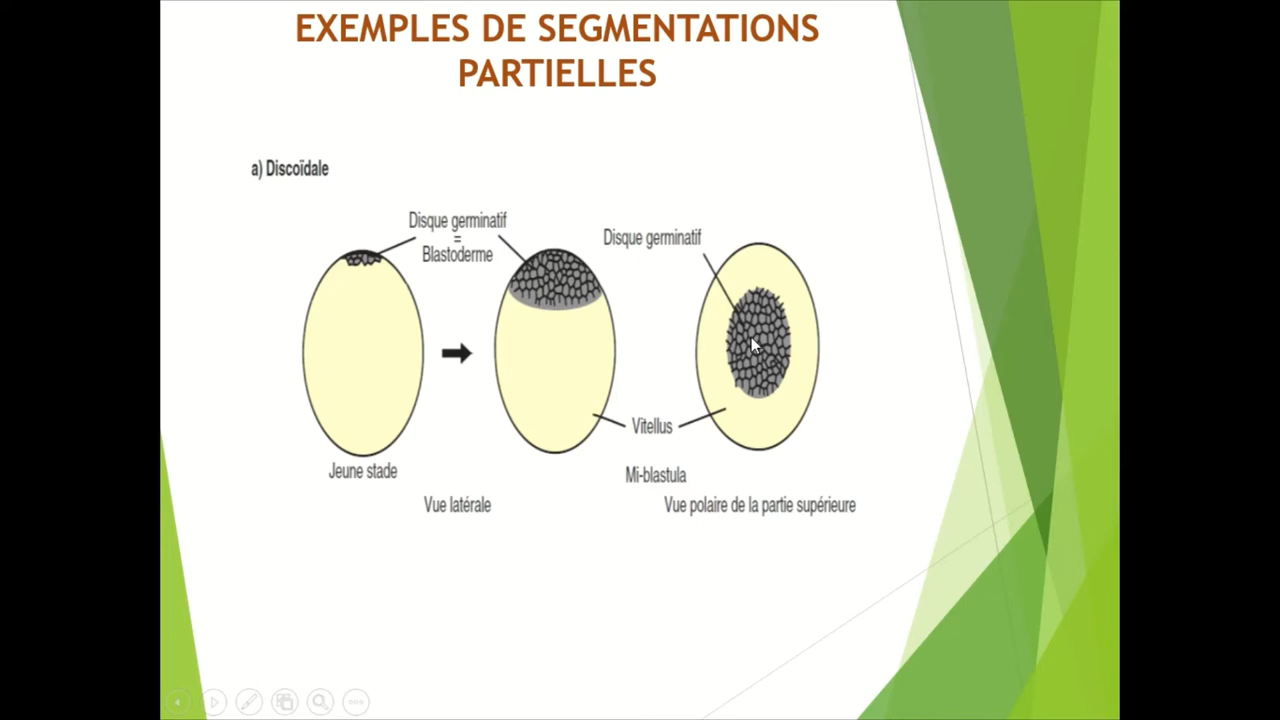 EXEMPLES DE SEGMENTATIONS
PARTIELLES
a) Discoïdale
Disque germinatif
=
Blastoderme
Disque germinatif
Vitellus
Jeune stade
Mi-blastula
Vue latérale
Vue polaire de la partie supérieure